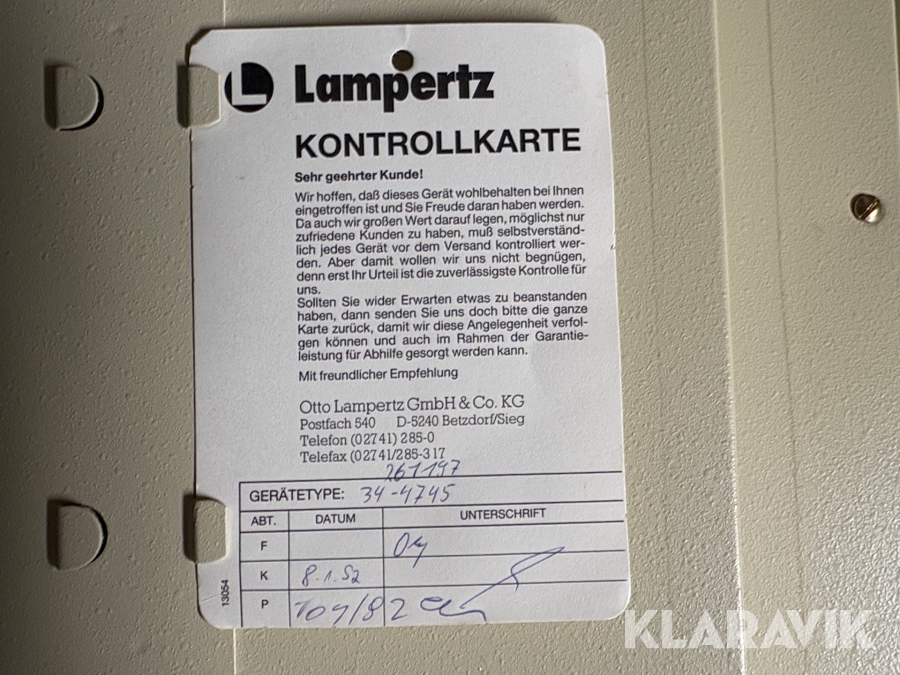 L Lampertz
KONTROLLKARTE
Sehr geehrter Kunde!
Wir hoffen, daß dieses Gerät wohlbehalten bei Ihnen
eingetroffen ist und Sie Freude daran haben werden.
Da auch wir großen Wert darauf legen, möglichst nur
zufriedene Kunden zu haben, muß selbstverständ-
lich jedes Gerät vor dem Versand kontrolliert wer-
den. Aber damit wollen wir uns nicht begnügen,
denn erst Ihr Urteil ist die zuverlässigste Kontrolle für
uns.
Sollten Sie wider Erwarten etwas zu beanstanden
haben, dann senden Sie uns doch bitte die ganze
Karte zurück, damit wir diese Angelegenheit verfol-
gen können und auch im Rahmen der Garantie-
leistung für Abhilfe gesorgt werden kann.
Mit freundlicher Empfehlung
Otto Lampertz GmbH & Co. KG
Postfach 540 D-5240 Betzdorf/Sieg
Telefon (02741) 285-0
Telefax (02741/285-317
261147
GERÄTETYPE: 34-4745
ABT. DATUM UNTERSCHRIFT
F
K 8.1.92
P
13054
KLARAVIK